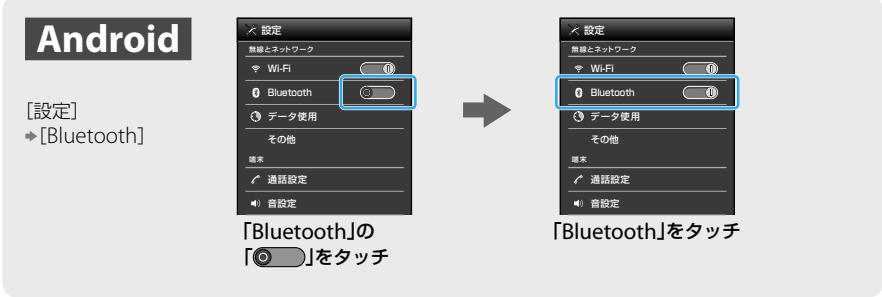 Android
[設定]
➡[Bluetooth]
設定
無線とネットワーク
Wi-Fi
Bluetooth
データ使用
その他
端末
通話設定
音設定
「Bluetooth」の
「 」をタッチ
設定
無線とネットワーク
Wi-Fi
Bluetooth
データ使用
その他
端末
通話設定
音設定
「Bluetooth」をタッチ